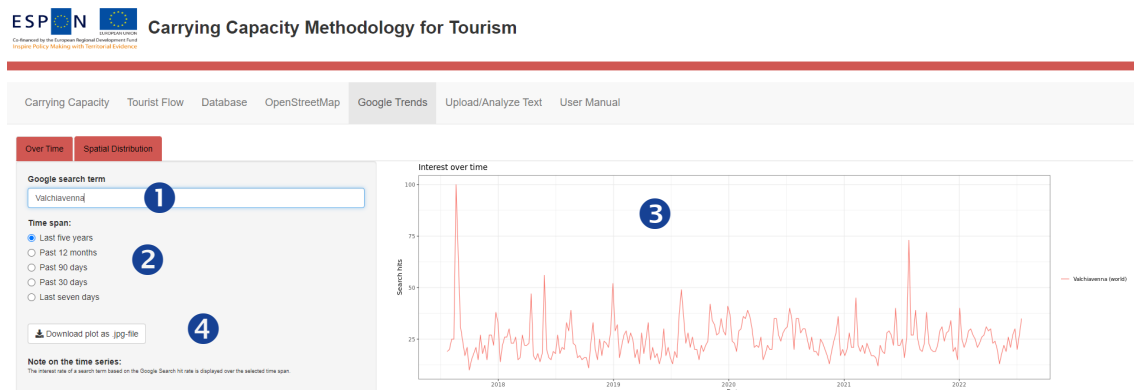 ESPON
EUROPEAN UNION
Co-financed by the European Regional Development Fund
Inspire Policy Making with Territorial Evidence
Carrying Capacity Methodology for Tourism
Carrying Capacity Tourist Flow Database OpenStreetMap Google Trends Upload/Analyze Text User Manual
Over Time Spatial Distribution
Google search term
Valchiavenna
1
Time span:
Last five years
Past 12 months
Past 90 days
Past 30 days
Last seven days
2
Download plot as .jpg-file
4
Note on the time series:
The interest rate of a search term based on the Google Search hit rate is displayed over the selected time span.
Interest over time
100
75
50
25
Search hits
3
Valchiavenna (world)
2018 2019 2020 2021 2022